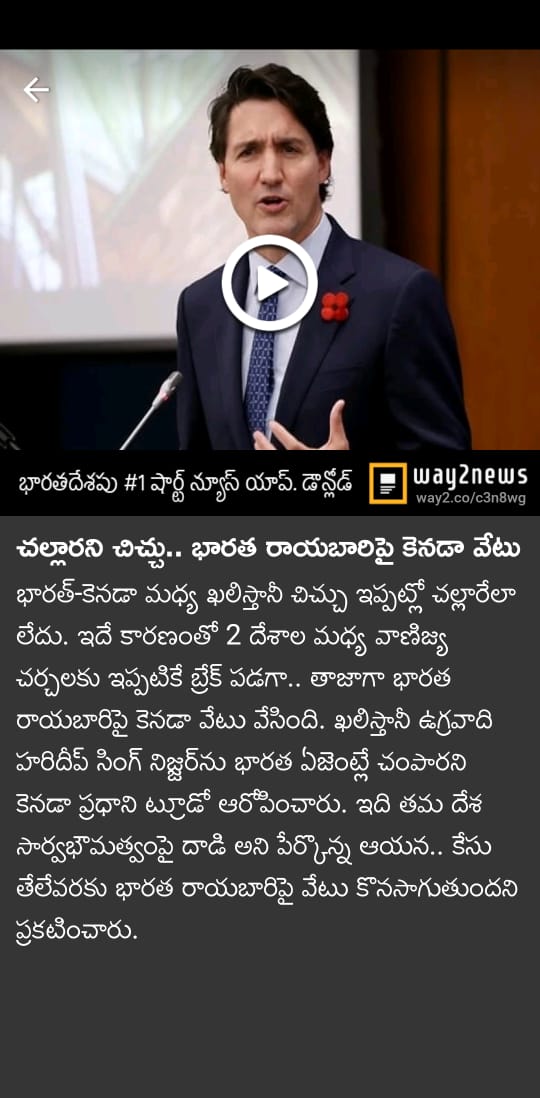 భారతదేశపు #1 షార్ట్ న్యూస్ యాప్. డౌన్లోడ్ way2news
way2.co/c3n8wg
చల్లారని చిచ్చు.. భారత రాయబారిపై కెనడా వేటు
భారత్-కెనడా మధ్య ఖలిస్తానీ చిచ్చు ఇప్పట్లో చల్లారేలా
లేదు. ఇదే కారణంతో 2 దేశాల మధ్య వాణిజ్య
చర్చలకు ఇప్పటికే బ్రేక్ పడగా.. తాజాగా భారత
రాయబారిపై కెనడా వేటు వేసింది. ఖలిస్తానీ ఉగ్రవాది
హరిదీప్ సింగ్ నిజ్జర్‌ను భారత ఏజెంట్లే చంపారని
కెనడా ప్రధాని ట్రూడో ఆరోపించారు. ఇది తమ దేశ
సార్వభౌమత్వంపై దాడి అని పేర్కొన్న ఆయన.. కేసు
తేలేవరకు భారత రాయబారిపై వేటు కొనసాగుతుందని
ప్రకటించారు.